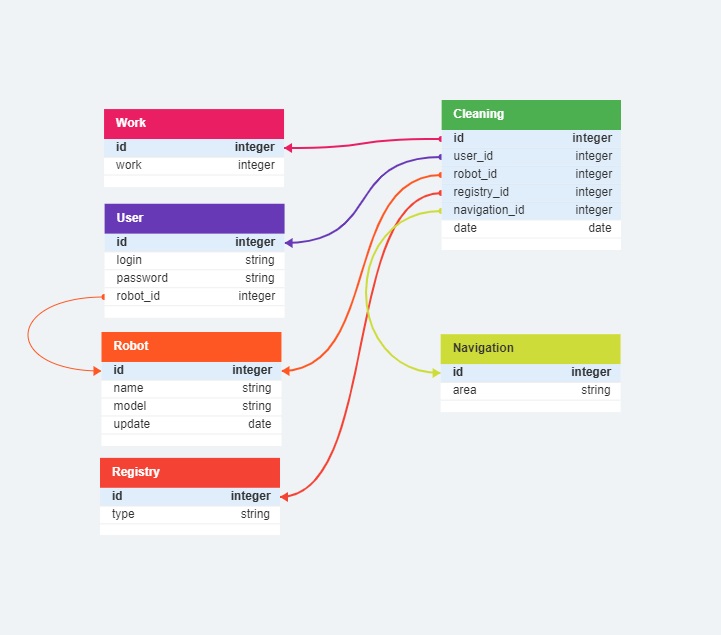 Work
id integer
work integer
User
id integer
login string
password string
robot_id integer
Robot
id integer
name string
model string
update date
Registry
id integer
type string
Cleaning
id integer
user_id integer
robot_id integer
registry_id integer
navigation_id integer
date date
Navigation
id integer
area string